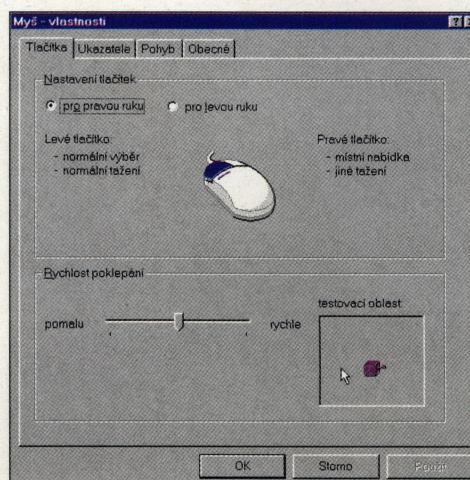 Myš - vlastnosti
Tlačítka Ukazatele Pohyb Obecné
Nastavení tlačítek
pro pravou ruku pro levou ruku
Levé tlačítko:
- normální výběr
- normální tažení
Pravé tlačítko:
- místní nabídka
- jiné tažení
Rychlost poklepání
pomalu rychle
testovací oblast:
OK Storno Použít